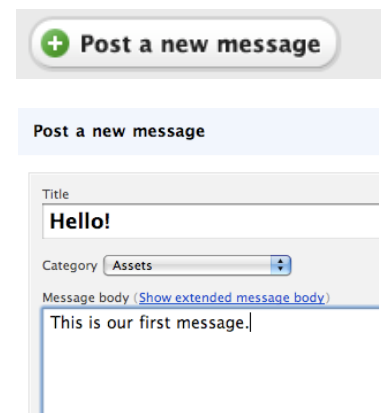 Post a new message
Post a new message
Title
Hello!
Category Assets
Message body (Show extended message body)
This is our first message.